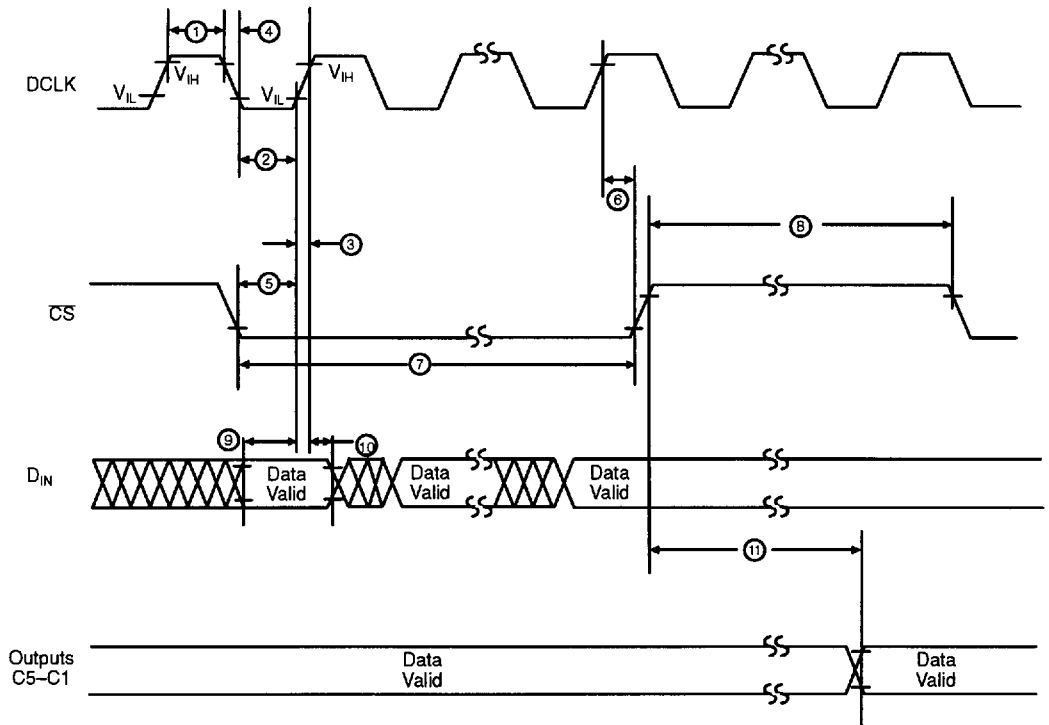 ① ④
DCLK
V_IL V_IH V_IL V_IH
②
⑥
⑧
③
⑤
C̅S̅
⑦
⑨ ⑩
D_IN
Data
Valid
Data
Valid
Data
Valid
⑪
Outputs
C5–C1
Data
Valid
Data
Valid